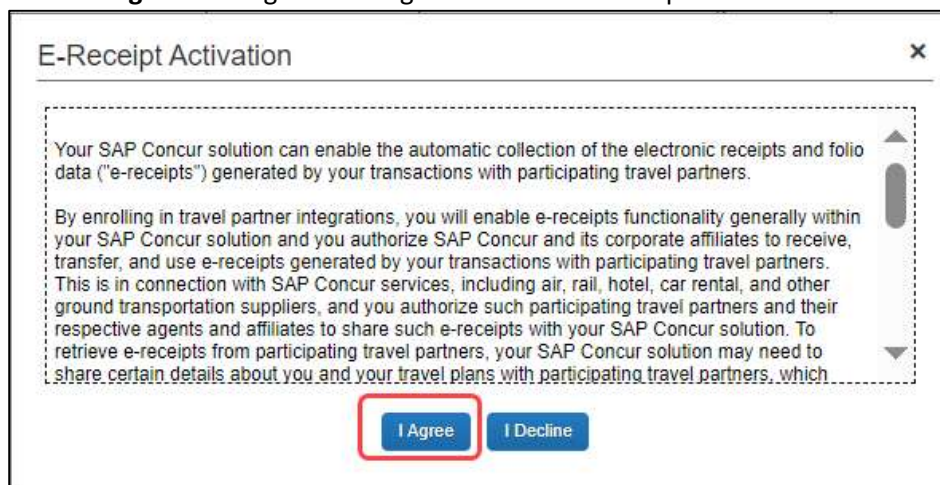 E-Receipt Activation
×
Your SAP Concur solution can enable the automatic collection of the electronic receipts and folio
data ("e-receipts") generated by your transactions with participating travel partners.
By enrolling in travel partner integrations, you will enable e-receipts functionality generally within
your SAP Concur solution and you authorize SAP Concur and its corporate affiliates to receive,
transfer, and use e-receipts generated by your transactions with participating travel partners.
This is in connection with SAP Concur services, including air, rail, hotel, car rental, and other
ground transportation suppliers, and you authorize such participating travel partners and their
respective agents and affiliates to share such e-receipts with your SAP Concur solution. To
retrieve e-receipts from participating travel partners, your SAP Concur solution may need to
share certain details about you and your travel plans with participating travel partners, which
I Agree
I Decline